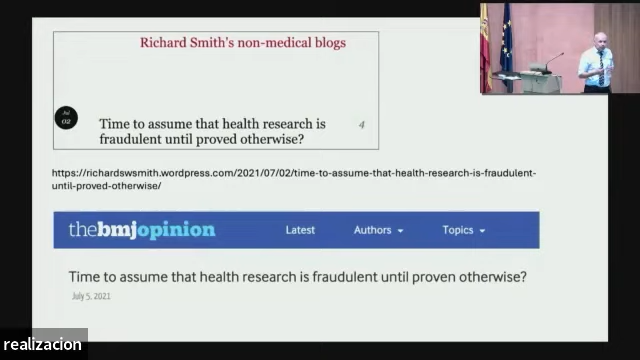 Richard Smith's non-medical blogs
Jul
02
Time to assume that health research is
fraudulent until proved otherwise?
4
https://richardswsmith.wordpress.com/2021/07/02/time-to-assume-that-health-research-is-fraudulent-
until-proved-otherwise/
thebmjopinion
Latest
Authors
Topics
Time to assume that health research is fraudulent until proven otherwise?
July 5, 2021
realizacion